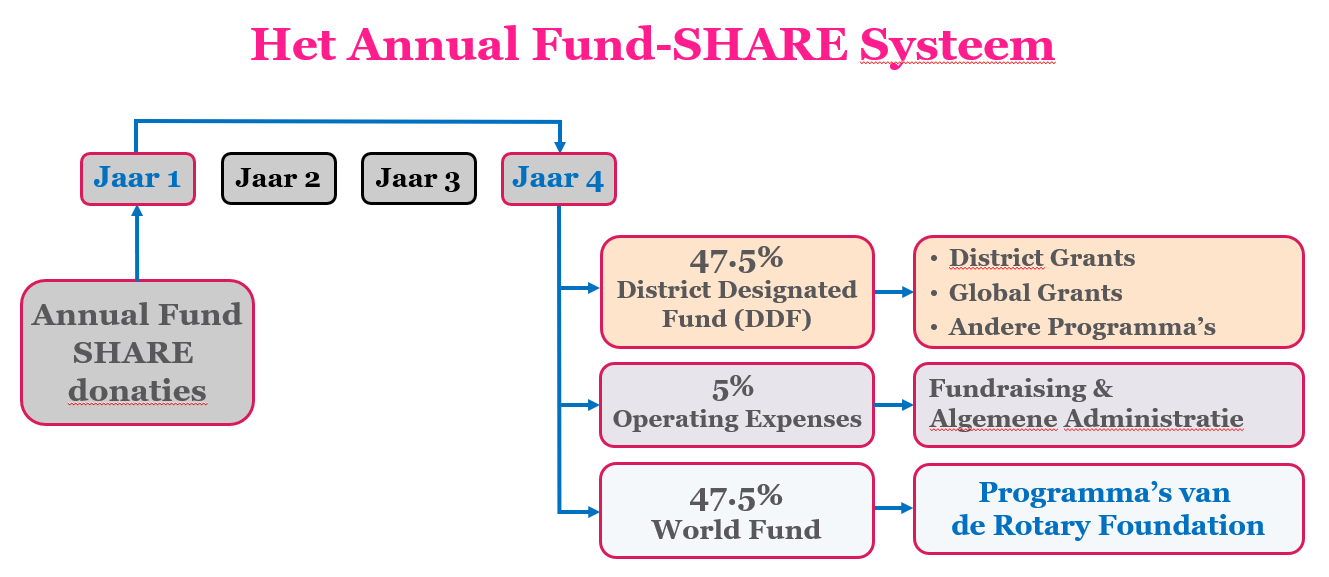 Het Annual Fund-SHARE Systeem
Jaar 1
Jaar 2
Jaar 3
Jaar 4
Annual Fund
SHARE
donaties
47.5%
District Designated
Fund (DDF)
• District Grants
• Global Grants
• Andere Programma’s
5%
Operating Expenses
Fundraising &
Algemene Administratie
47.5%
World Fund
Programma’s van
de Rotary Foundation